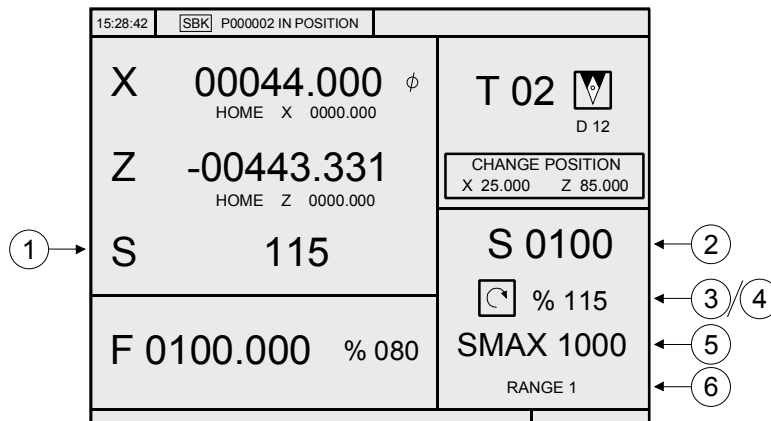 15:28:42 SBK P000002 IN POSITION
X 00044.000 ϕ
HOME X 0000.000
T 02
D 12
Z -00443.331
HOME Z 0000.000
CHANGE POSITION
X 25.000 Z 85.000
1 S 115
S 0100 2
% 115 3/4
F 0100.000 % 080
SMAX 1000 5
RANGE 1 6